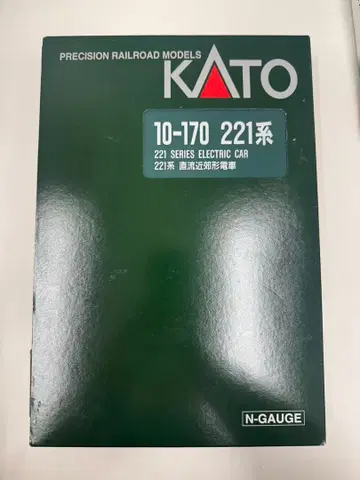 PRECISION RAILROAD MODELS
KATO
10-170 221系
221 SERIES ELECTRIC CAR
221系 直流近郊形電車
N-GAUGE